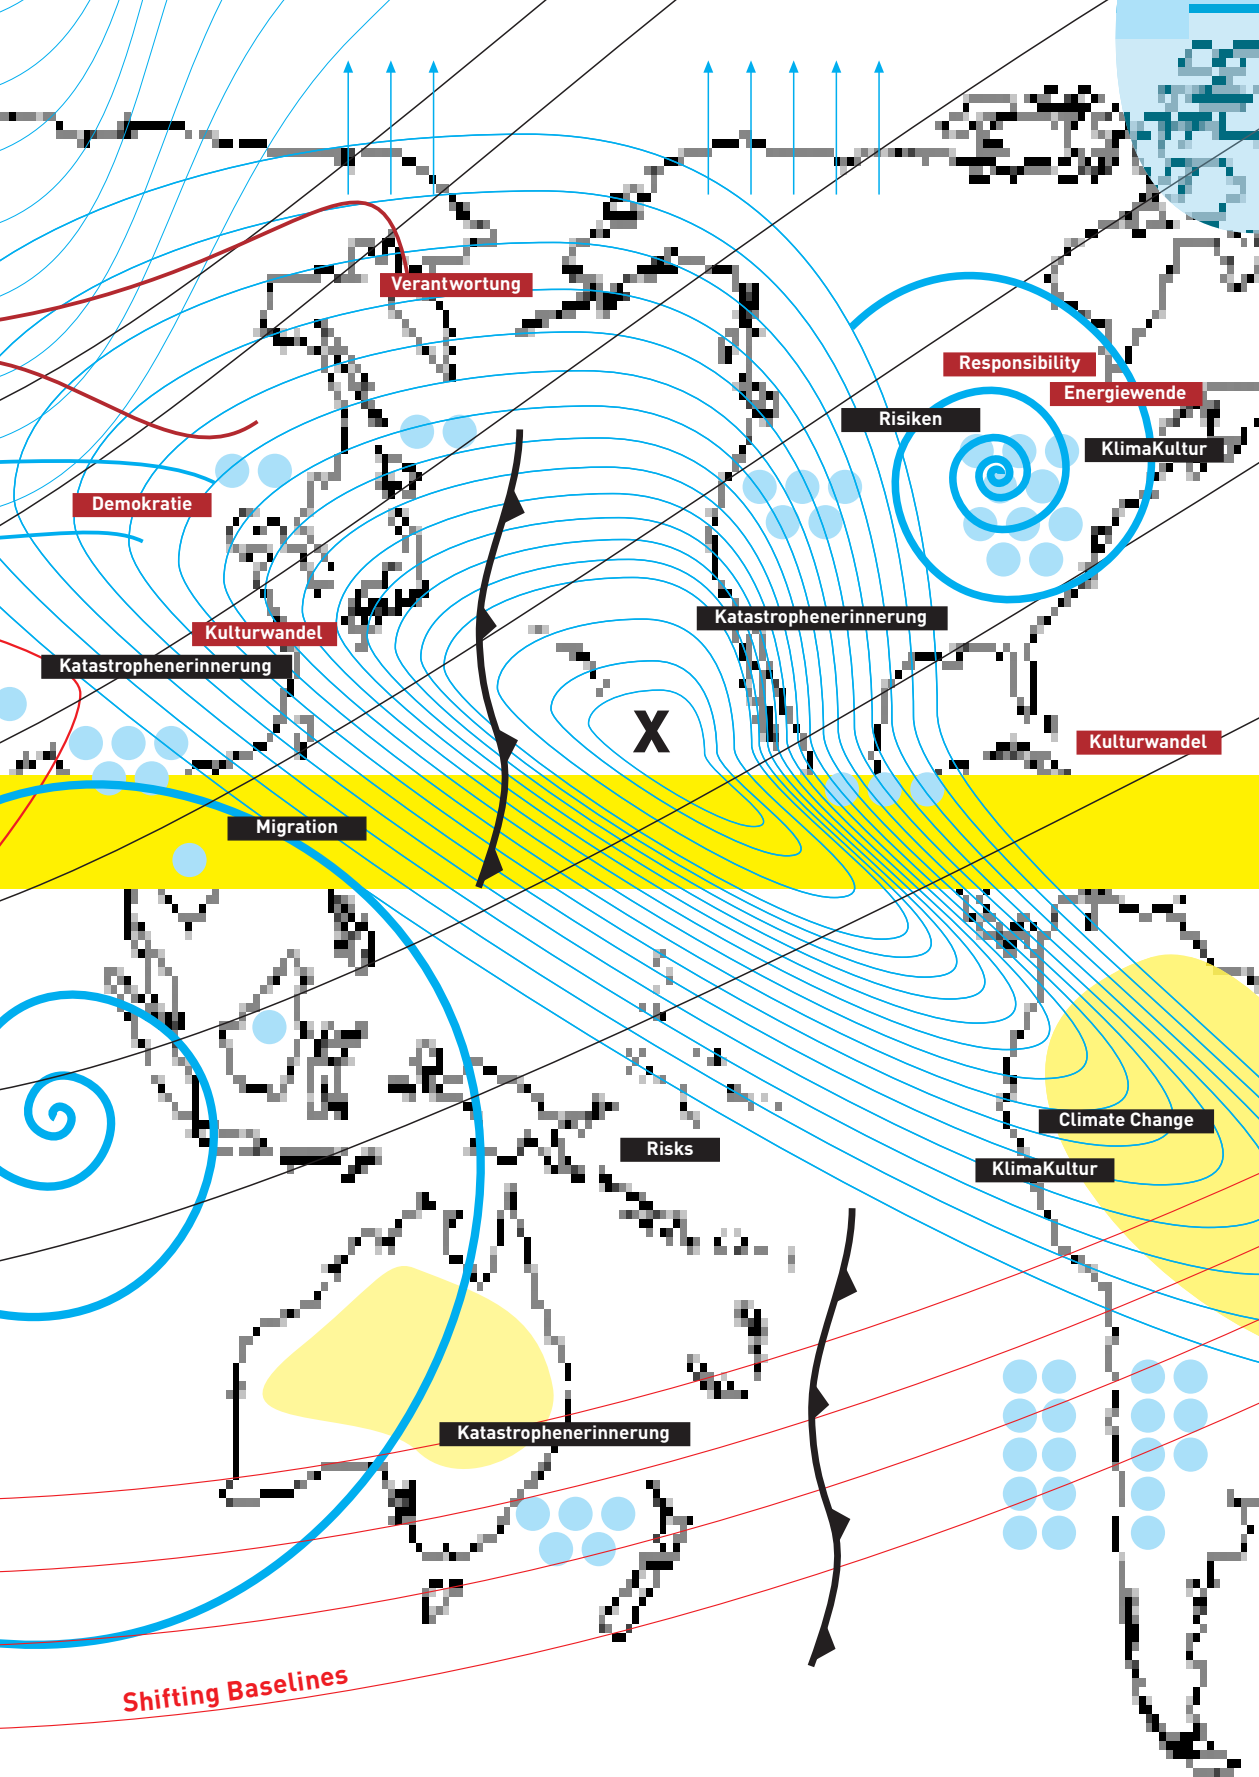 Verantwortung
Responsibility
Energiewende
Risiken
KlimaKultur
Demokratie
Katastrophenerinnerung
Kulturwandel
Katastrophenerinnerung
X
Kulturwandel
Migration
Climate Change
Risks
KlimaKultur
Katastrophenerinnerung
Shifting Baselines